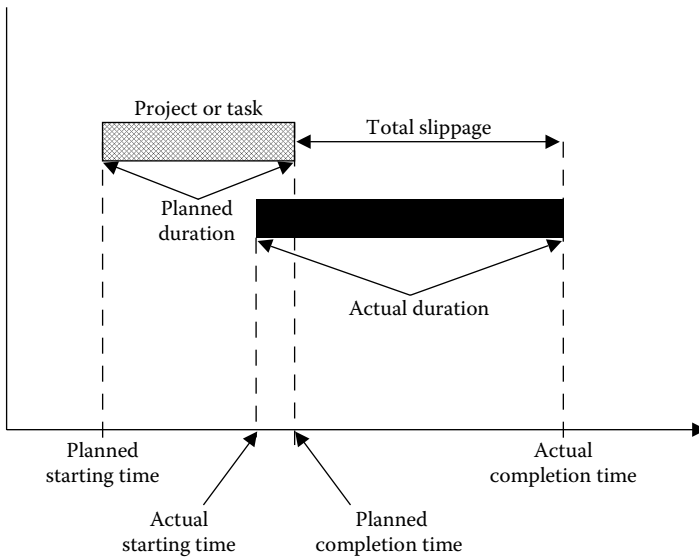 Project or task
Total slippage
Planned
duration
Actual duration
Planned
starting time
Actual
completion time
Actual
starting time
Planned
completion time